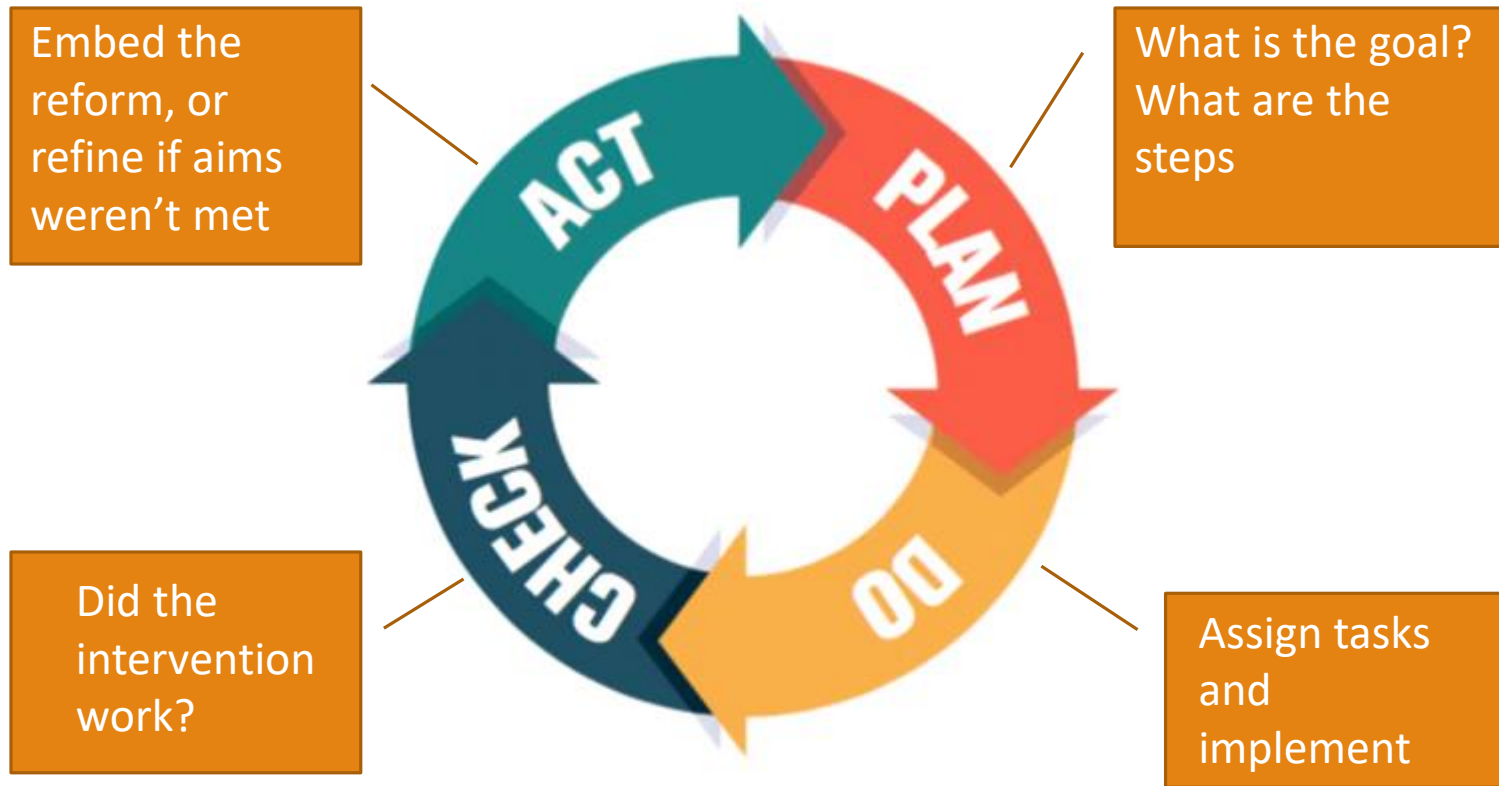 Embed the
reform, or
refine if aims
weren’t met
ACT
PLAN
What is the goal?
What are the
steps
CHECK
DO
Did the
intervention
work?
Assign tasks
and
implement